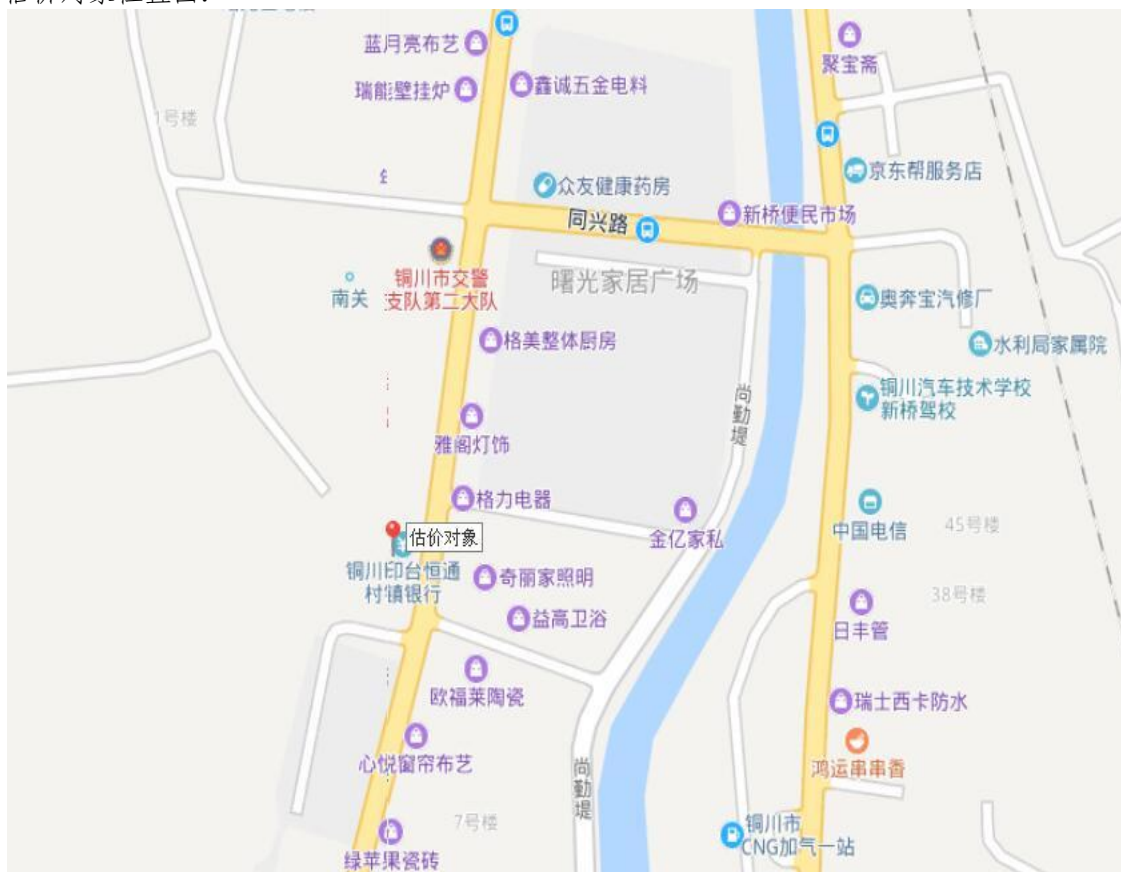 蓝月亮布艺
聚宝斋
瑞能壁挂炉
鑫诚五金电料
1号楼
京东帮服务店
众友健康药房
新桥便民市场
同兴路
铜川市交警
支队第二大队
曙光家居广场
南关
奥奔宝汽修厂
格美整体厨房
水利局家属院
铜川汽车技术学校
新桥驾校
尚勤堤
雅阁灯饰
格力电器
金亿家私
中国电信
45号楼
估价对象
铜川印台恒通
村镇银行
奇丽家照明
38号楼
益高卫浴
日丰管
欧福莱陶瓷
瑞士西卡防水
心悦窗帘布艺
鸿运串串香
尚勤堤
7号楼
铜川市
CNG加气一站
绿苹果瓷砖